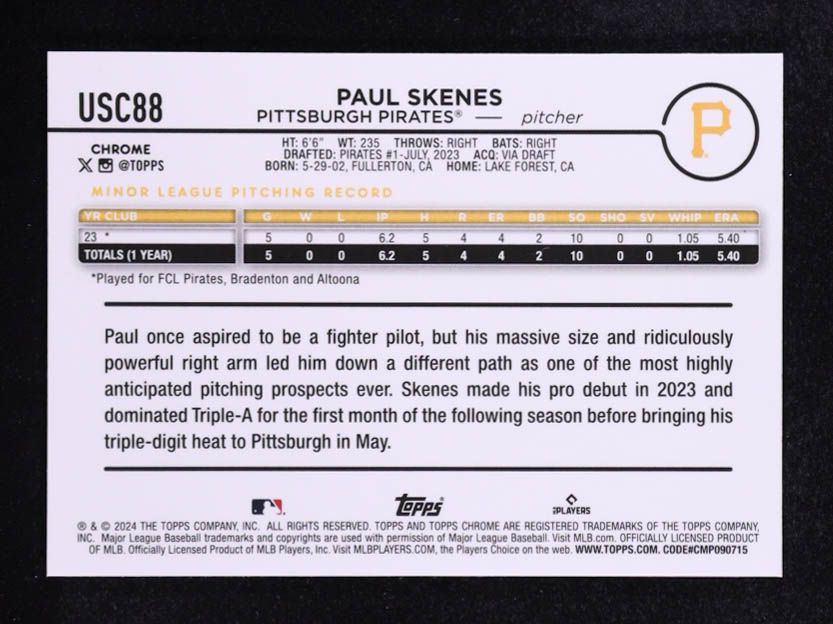 USC88
PAUL SKENES
PITTSBURGH PIRATES® — pitcher
P
CHROME
X @TOPPS
HT: 6'6" WT: 235 THROWS: RIGHT BATS: RIGHT
DRAFTED: PIRATES #1-JULY, 2023 ACQ: VIA DRAFT
BORN: 5-29-02, FULLERTON, CA HOME: LAKE FOREST, CA
MINOR LEAGUE PITCHING RECORD
YR CLUB G W L IP H R ER BB SO SHO SV WHIP ERA
23 * 5 0 0 6.2 5 4 4 2 10 0 0 1.05 5.40
TOTALS (1 YEAR) 5 0 0 6.2 5 4 4 2 10 0 0 1.05 5.40
*Played for FCL Pirates, Bradenton and Altoona
Paul once aspired to be a fighter pilot, but his massive size and ridiculously
powerful right arm led him down a different path as one of the most highly
anticipated pitching prospects ever. Skenes made his pro debut in 2023 and
dominated Triple-A for the first month of the following season before bringing his
triple-digit heat to Pittsburgh in May.
Topps®
PLAYERS
® & © 2024 THE TOPPS COMPANY, INC. ALL RIGHTS RESERVED. TOPPS AND TOPPS CHROME ARE REGISTERED TRADEMARKS OF THE TOPPS COMPANY,
INC. Major League Baseball trademarks and copyrights are used with permission of Major League Baseball. Visit MLB.com. OFFICIALLY LICENSED PRODUCT
OF MLB. Officially Licensed Product of MLB Players, Inc. Visit MLBPLAYERS.COM, the Players Choice on the web. WWW.TOPPS.COM. CODE#CMP090715